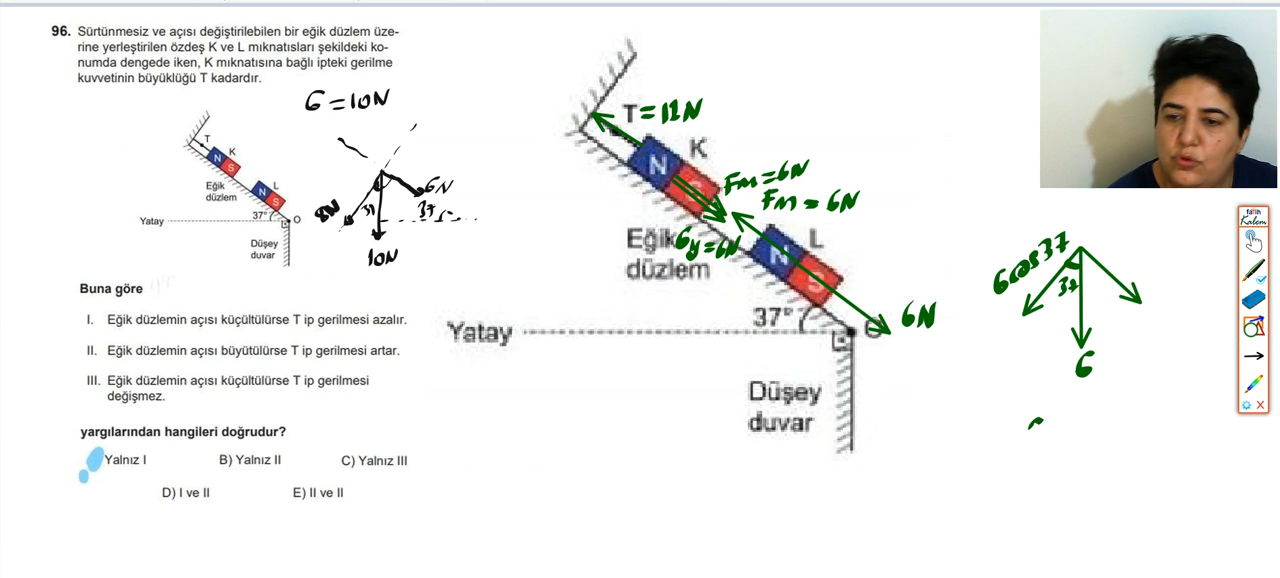 96. Sürtünmesiz ve açısı değiştirilebilen bir eğik düzlem üze-
rine yerleştirilen özdeş K ve L mıknatısları şekildeki ko-
numda dengede iken, K mıknatısına bağlı ipteki gerilme
kuvvetinin büyüklüğü T kadardır.
G=10N
T
K
N
S
L
N
S
Eğik
düzlem
Yatay
37°
O
Düşey
duvar
8N
37
6N
37
10N
Buna göre
I. Eğik düzlemin açısı küçültülürse T ip gerilmesi azalır.
II. Eğik düzlemin açısı büyütülürse T ip gerilmesi artar.
III. Eğik düzlemin açısı küçültülürse T ip gerilmesi
değişmez.
yargılarından hangileri doğrudur?
Yalnız I
B) Yalnız II
C) Yalnız III
D) I ve II
E) II ve II
T=12N
K
N
Fm=6N
Fm=6N
Gy=6N
L
N
S
Eğik
düzlem
6N
37°
O
Yatay
Düşey
duvar
Gcos37
37
G
fatih
Kalem